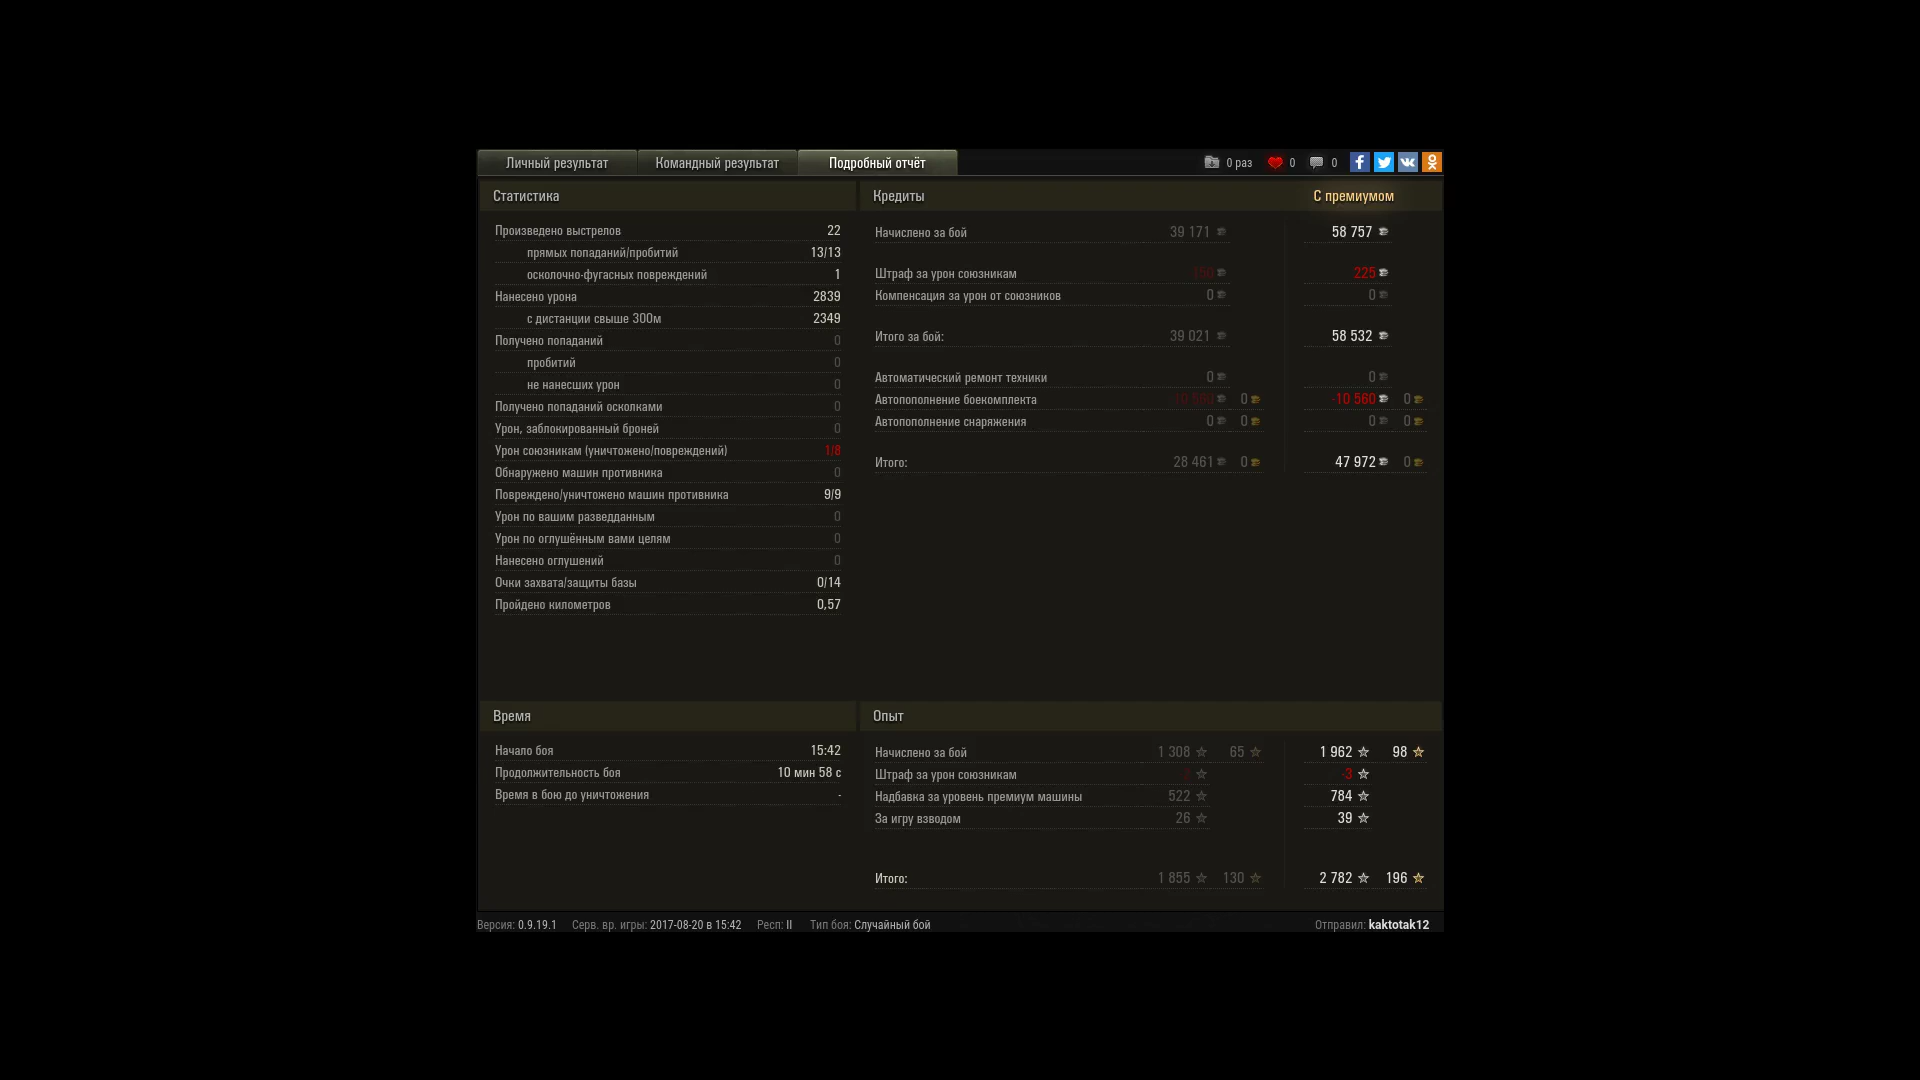 Личный результат Командный результат Подробный отчёт 0 раз 0 0
Статистика
Произведено выстрелов 22
прямых попаданий/пробитий 13/13
осколочно-фугасных повреждений 1
Нанесено урона 2839
с дистанции свыше 300м 2349
Получено попаданий 0
пробитий 0
не нанесших урон 0
Получено попаданий осколками 0
Урон, заблокированный броней 0
Урон союзникам (уничтожено/повреждений) 1/8
Обнаружено машин противника 0
Повреждено/уничтожено машин противника 9/9
Урон по вашим разведданным 0
Урон по оглушённым вами целям 0
Нанесено оглушений 0
Очки захвата/защиты базы 0/14
Пройдено километров 0,57
Кредиты С премиумом
Начислено за бой 39 171 58 757
Штраф за урон союзникам 150 225
Компенсация за урон от союзников 0 0
Итого за бой: 39 021 58 532
Автоматический ремонт техники 0 0
Автопополнение боекомплекта -10 560 0 -10 560 0
Автопополнение снаряжения 0 0 0 0
Итого: 28 461 0 47 972 0
Время
Начало боя 15:42
Продолжительность боя 10 мин 58 с
Время в бою до уничтожения -
Опыт
Начислено за бой 1 308 65 1 962 98
Штраф за урон союзникам -3
Надбавка за уровень премиум машины 522 784
За игру взводом 26 39
Итого: 1 855 130 2 782 196
Версия: 0.9.19.1 Серв. вр. игры: 2017-08-20 в 15:42 Респ: II Тип боя: Случайный бой Отправил: kaktotak12